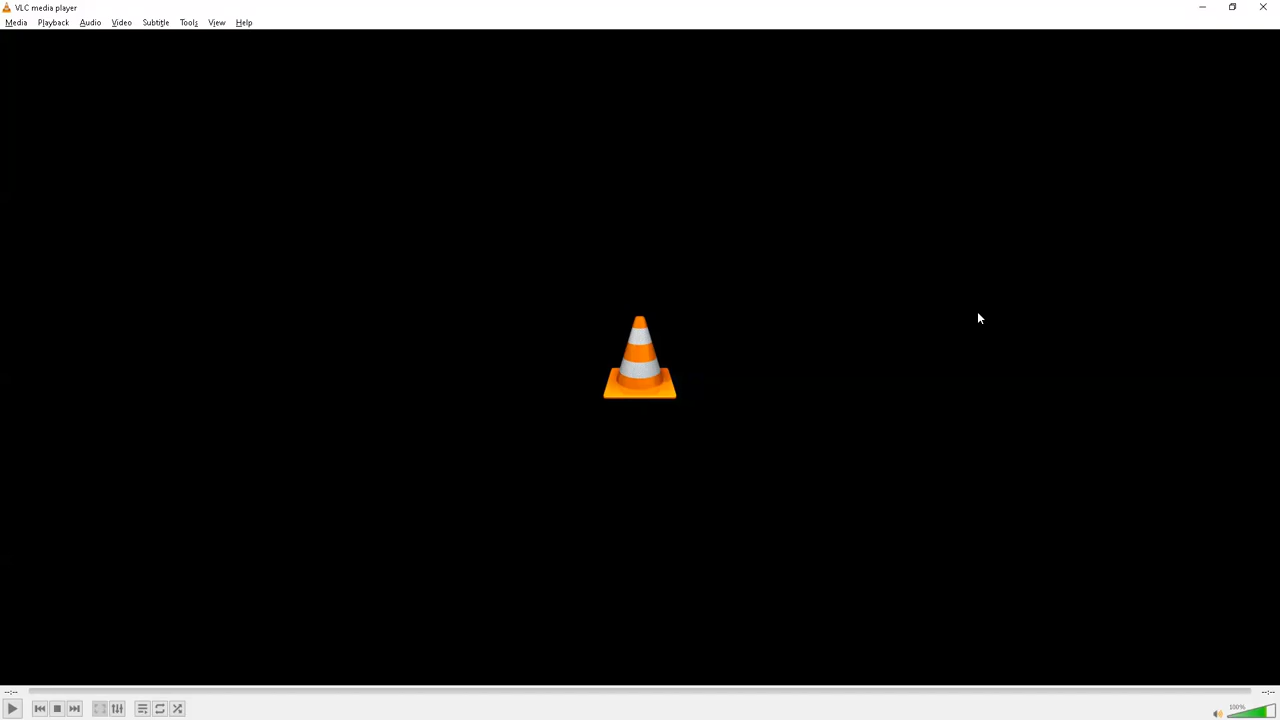 VLC media player
Media Playback Audio Video Subtitle Tools View Help
--:-- --:--
100%